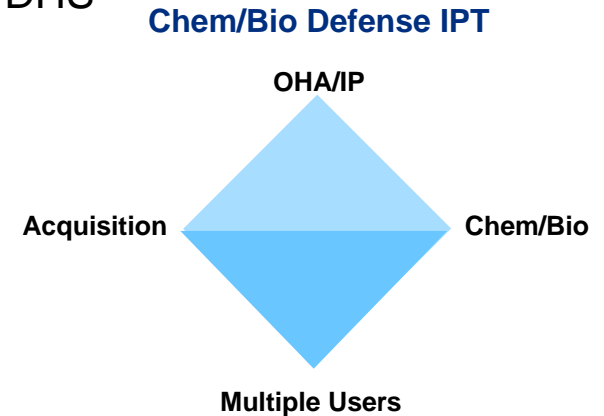 DHS
Chem/Bio Defense IPT
OHA/IP
Acquisition
Chem/Bio
Multiple Users